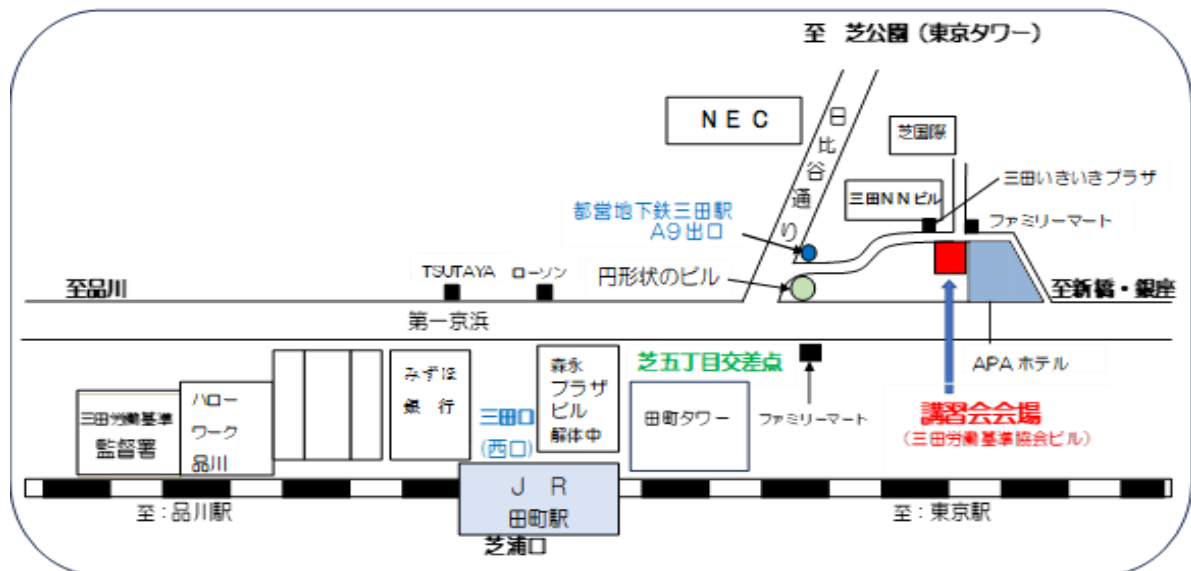 至　芝公園（東京タワー）
ＮＥＣ
日比谷通り
芝国際
三田いきいきプラザ
三田ＮＮビル
ファミリーマート
都営地下鉄三田駅
A9出口
TSUTAYA
ローソン
円形状のビル
至品川
至新橋・銀座
第一京浜
芝五丁目交差点
APAホテル
三田労働基準
監督署
ハロー
ワーク
品川
みずほ
銀行
三田口
(西口)
森永
プラザ
ビル
解体中
田町タワー
ファミリーマート
講習会会場
（三田労働基準協会ビル）
ＪＲ
田町駅
至：品川駅
至：東京駅
芝浦口